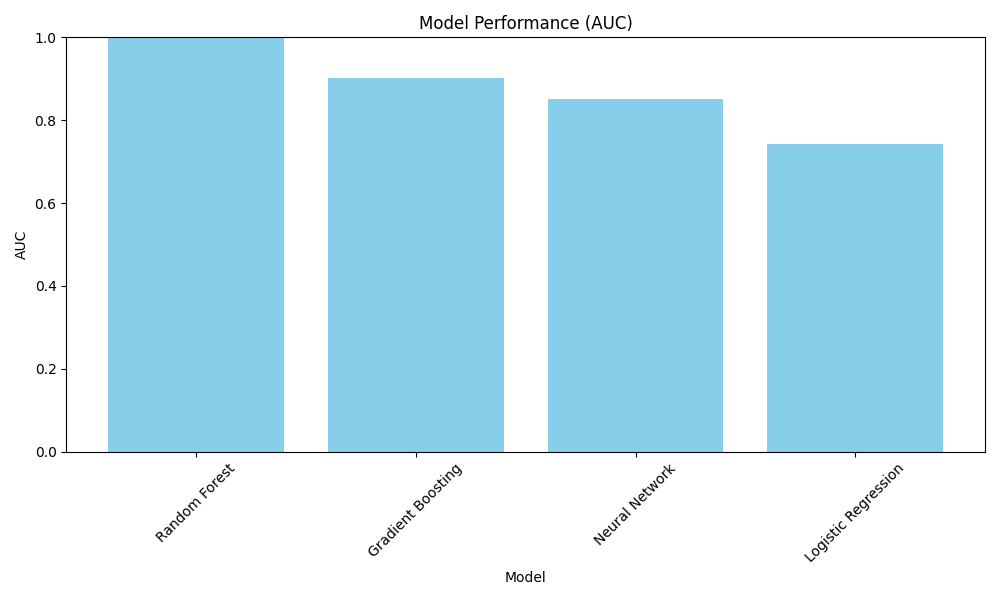 Model Performance (AUC)
1.0
0.8
0.6
0.4
0.2
0.0
AUC
Random Forest
Gradient Boosting
Neural Network
Logistic Regression
Model